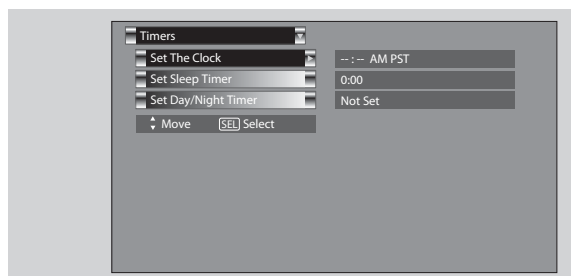 Timers
Set The Clock -- : -- AM PST
Set Sleep Timer 0:00
Set Day/Night Timer Not Set
Move SEL Select